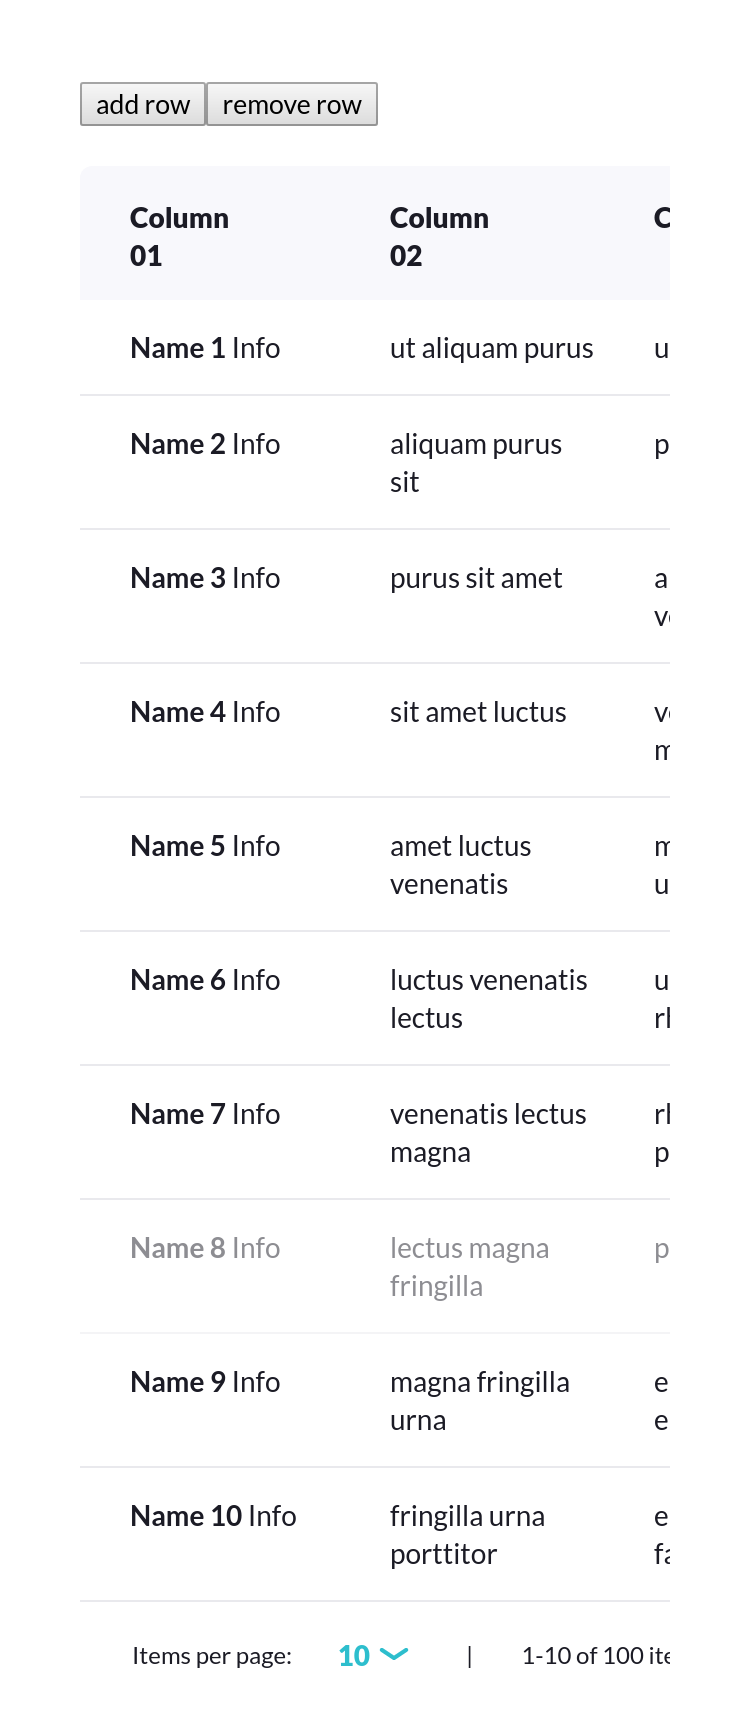 add row remove row
Column Column
01 02
Name 1 Info ut aliquam purus
Name 2 Info aliquam purus
sit
Name 3 Info purus sit amet
Name 4 Info sit amet luctus
Name 5 Info amet luctus
venenatis
Name 6 Info luctus venenatis
lectus
Name 7 Info venenatis lectus
magna
Name 8 Info lectus magna
fringilla
Name 9 Info magna fringilla
urna
Name 10 Info fringilla urna
porttitor
Items per page: 10 | 1-10 of 100